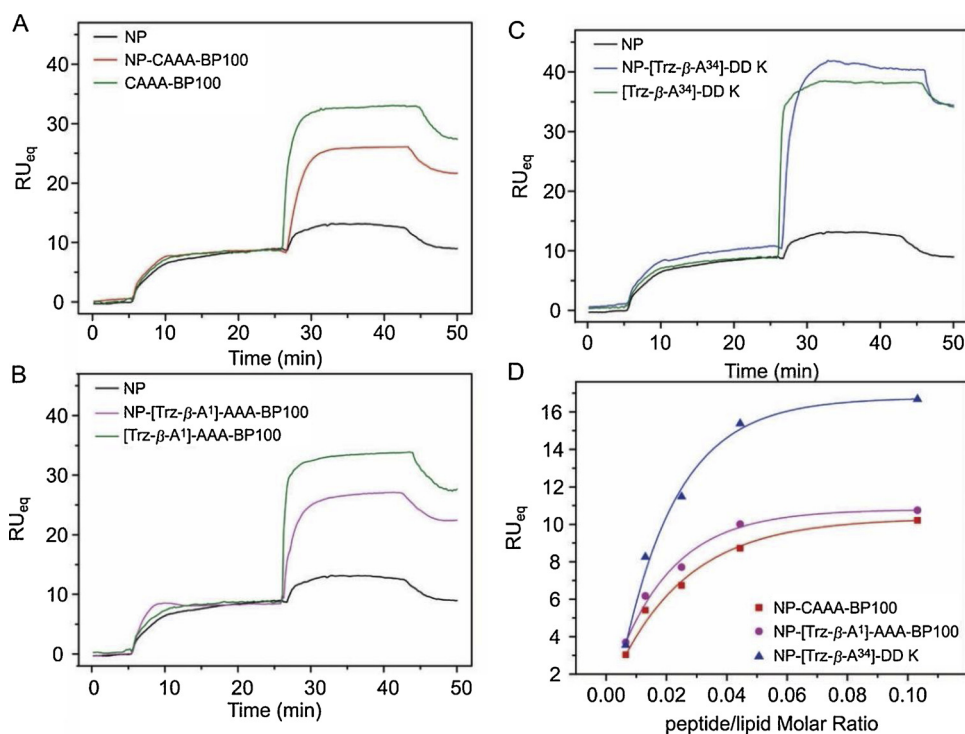 A
NP
NP-CAAA-BP100
CAAA-BP100
RUeq
40
30
20
10
0
0 10 20 30 40 50
Time (min)
B
NP
NP-[Trz-β-A¹]-AAA-BP100
[Trz-β-A¹]-AAA-BP100
RUeq
40
30
20
10
0
0 10 20 30 40 50
Time (min)
C
NP
NP-[Trz-β-A³⁴]-DD K
[Trz-β-A³⁴]-DD K
RUeq
40
30
20
10
0
0 10 20 30 40 50
Time (min)
D
RUeq
16
14
12
10
8
6
4
2
NP-CAAA-BP100
NP-[Trz-β-A¹]-AAA-BP100
NP-[Trz-β-A³⁴]-DD K
0.00 0.02 0.04 0.06 0.08 0.10
peptide/lipid Molar Ratio